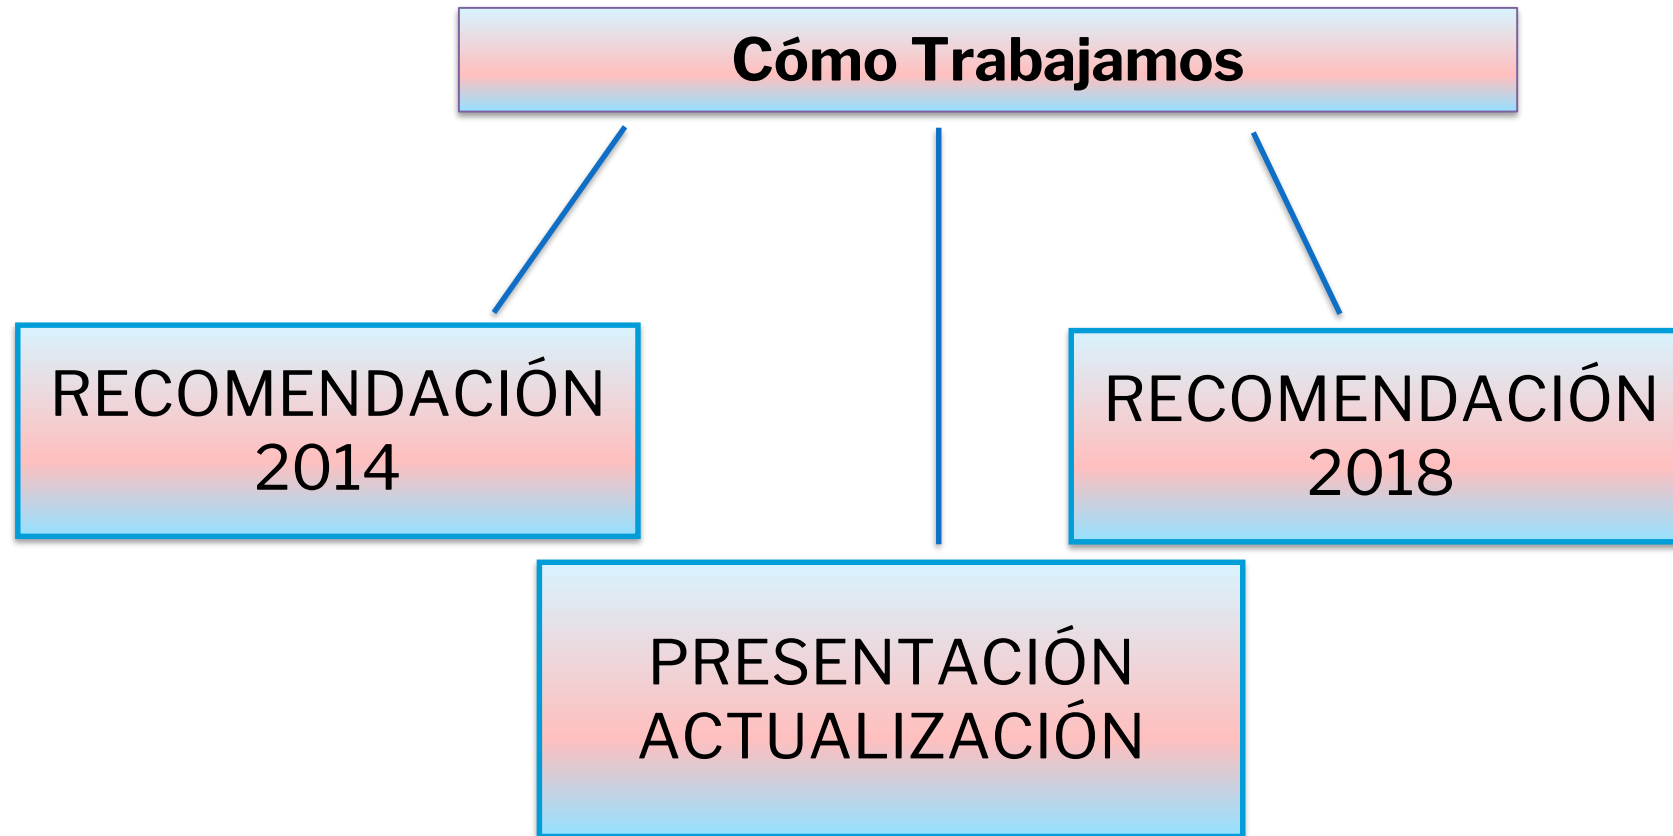 Cómo Trabajamos
RECOMENDACIÓN
2014
RECOMENDACIÓN
2018
PRESENTACIÓN
ACTUALIZACIÓN